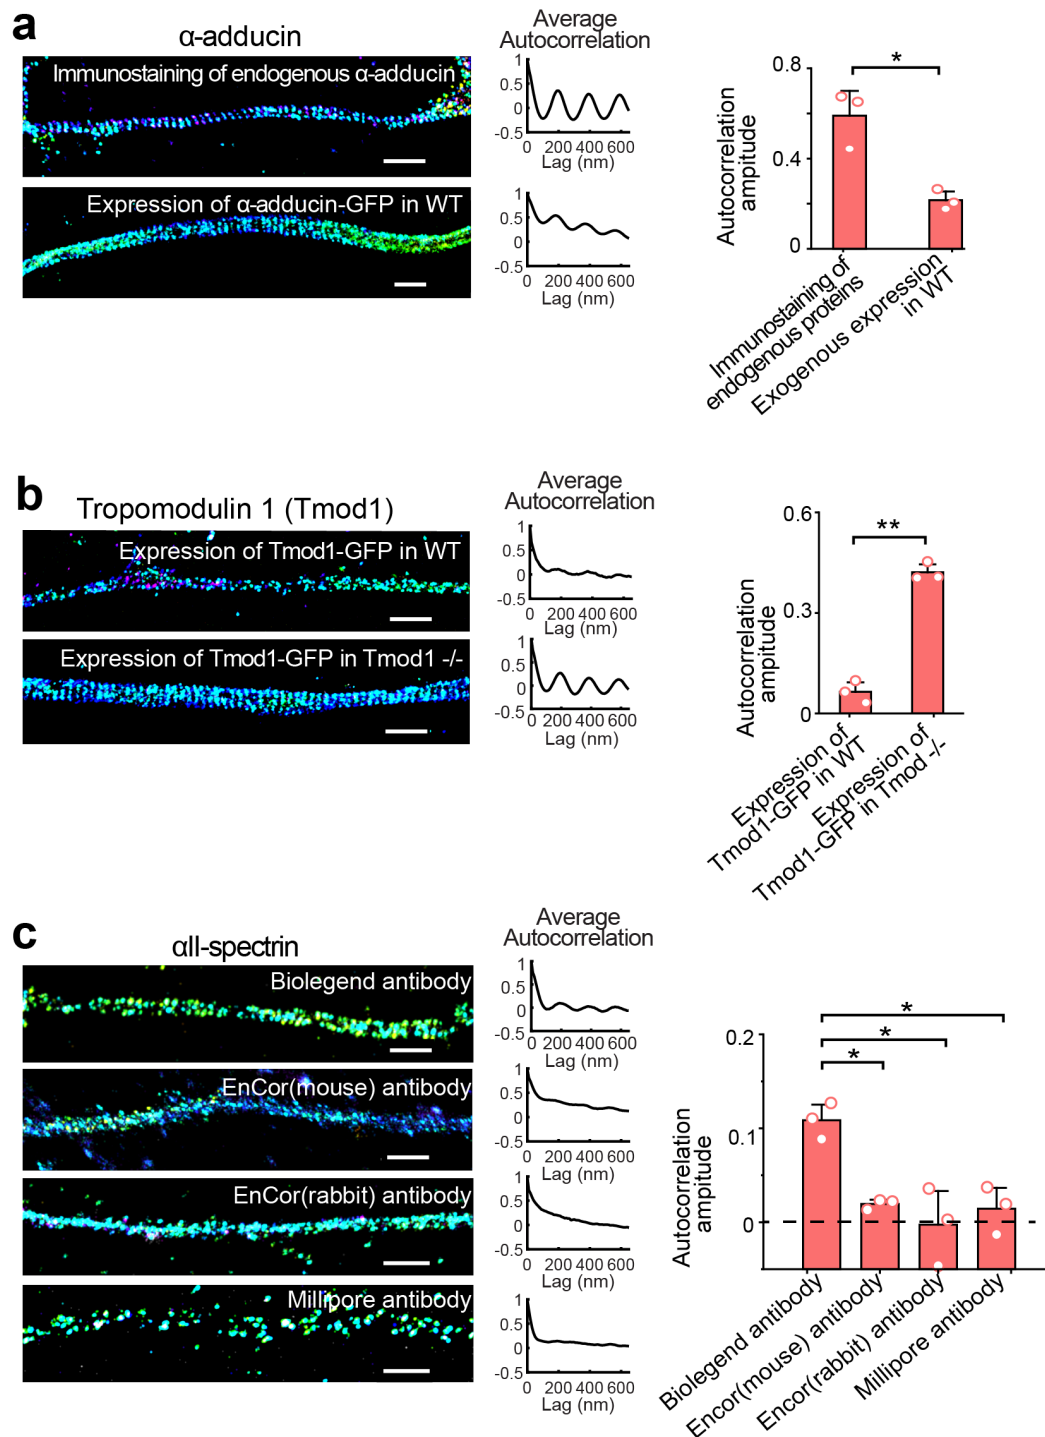 a
α-adducin
Average
Autocorrelation
Immunostaining of endogenous α-adducin
1
0.5
0
-0.5
0 200 400 600
Lag (nm)
Expression of α-adducin-GFP in WT
1
0.5
0
-0.5
0 200 400 600
Lag (nm)
Autocorrelation
ampitude
0.8
0.4
0
*
Immunostaining of
endogenous proteins
Exogenous expression
in WT
b
Tropomodulin 1 (Tmod1)
Average
Autocorrelation
Expression of Tmod1-GFP in WT
1
0.5
0
-0.5
0 200 400 600
Lag (nm)
Expression of Tmod1-GFP in Tmod1 -/-
1
0.5
0
-0.5
0 200 400 600
Lag (nm)
Autocorrelation
ampitude
0.6
0.3
0
**
Expression of
Tmod1-GFP in WT
Expression of
Tmod1-GFP in Tmod -/-
c
αII-spectrin
Average
Autocorrelation
Biolegend antibody
1
0.5
0
-0.5
0 200 400 600
Lag (nm)
EnCor(mouse) antibody
1
0.5
0
-0.5
0 200 400 600
Lag (nm)
EnCor(rabbit) antibody
1
0.5
0
-0.5
0 200 400 600
Lag (nm)
Millipore antibody
1
0.5
0
-0.5
0 200 400 600
Lag (nm)
Autocorrelation
ampitude
0.2
0.1
0
*
*
*
Biolegend antibody
Encor(mouse) antibody
Encor(rabbit) antibody
Millipore antibody